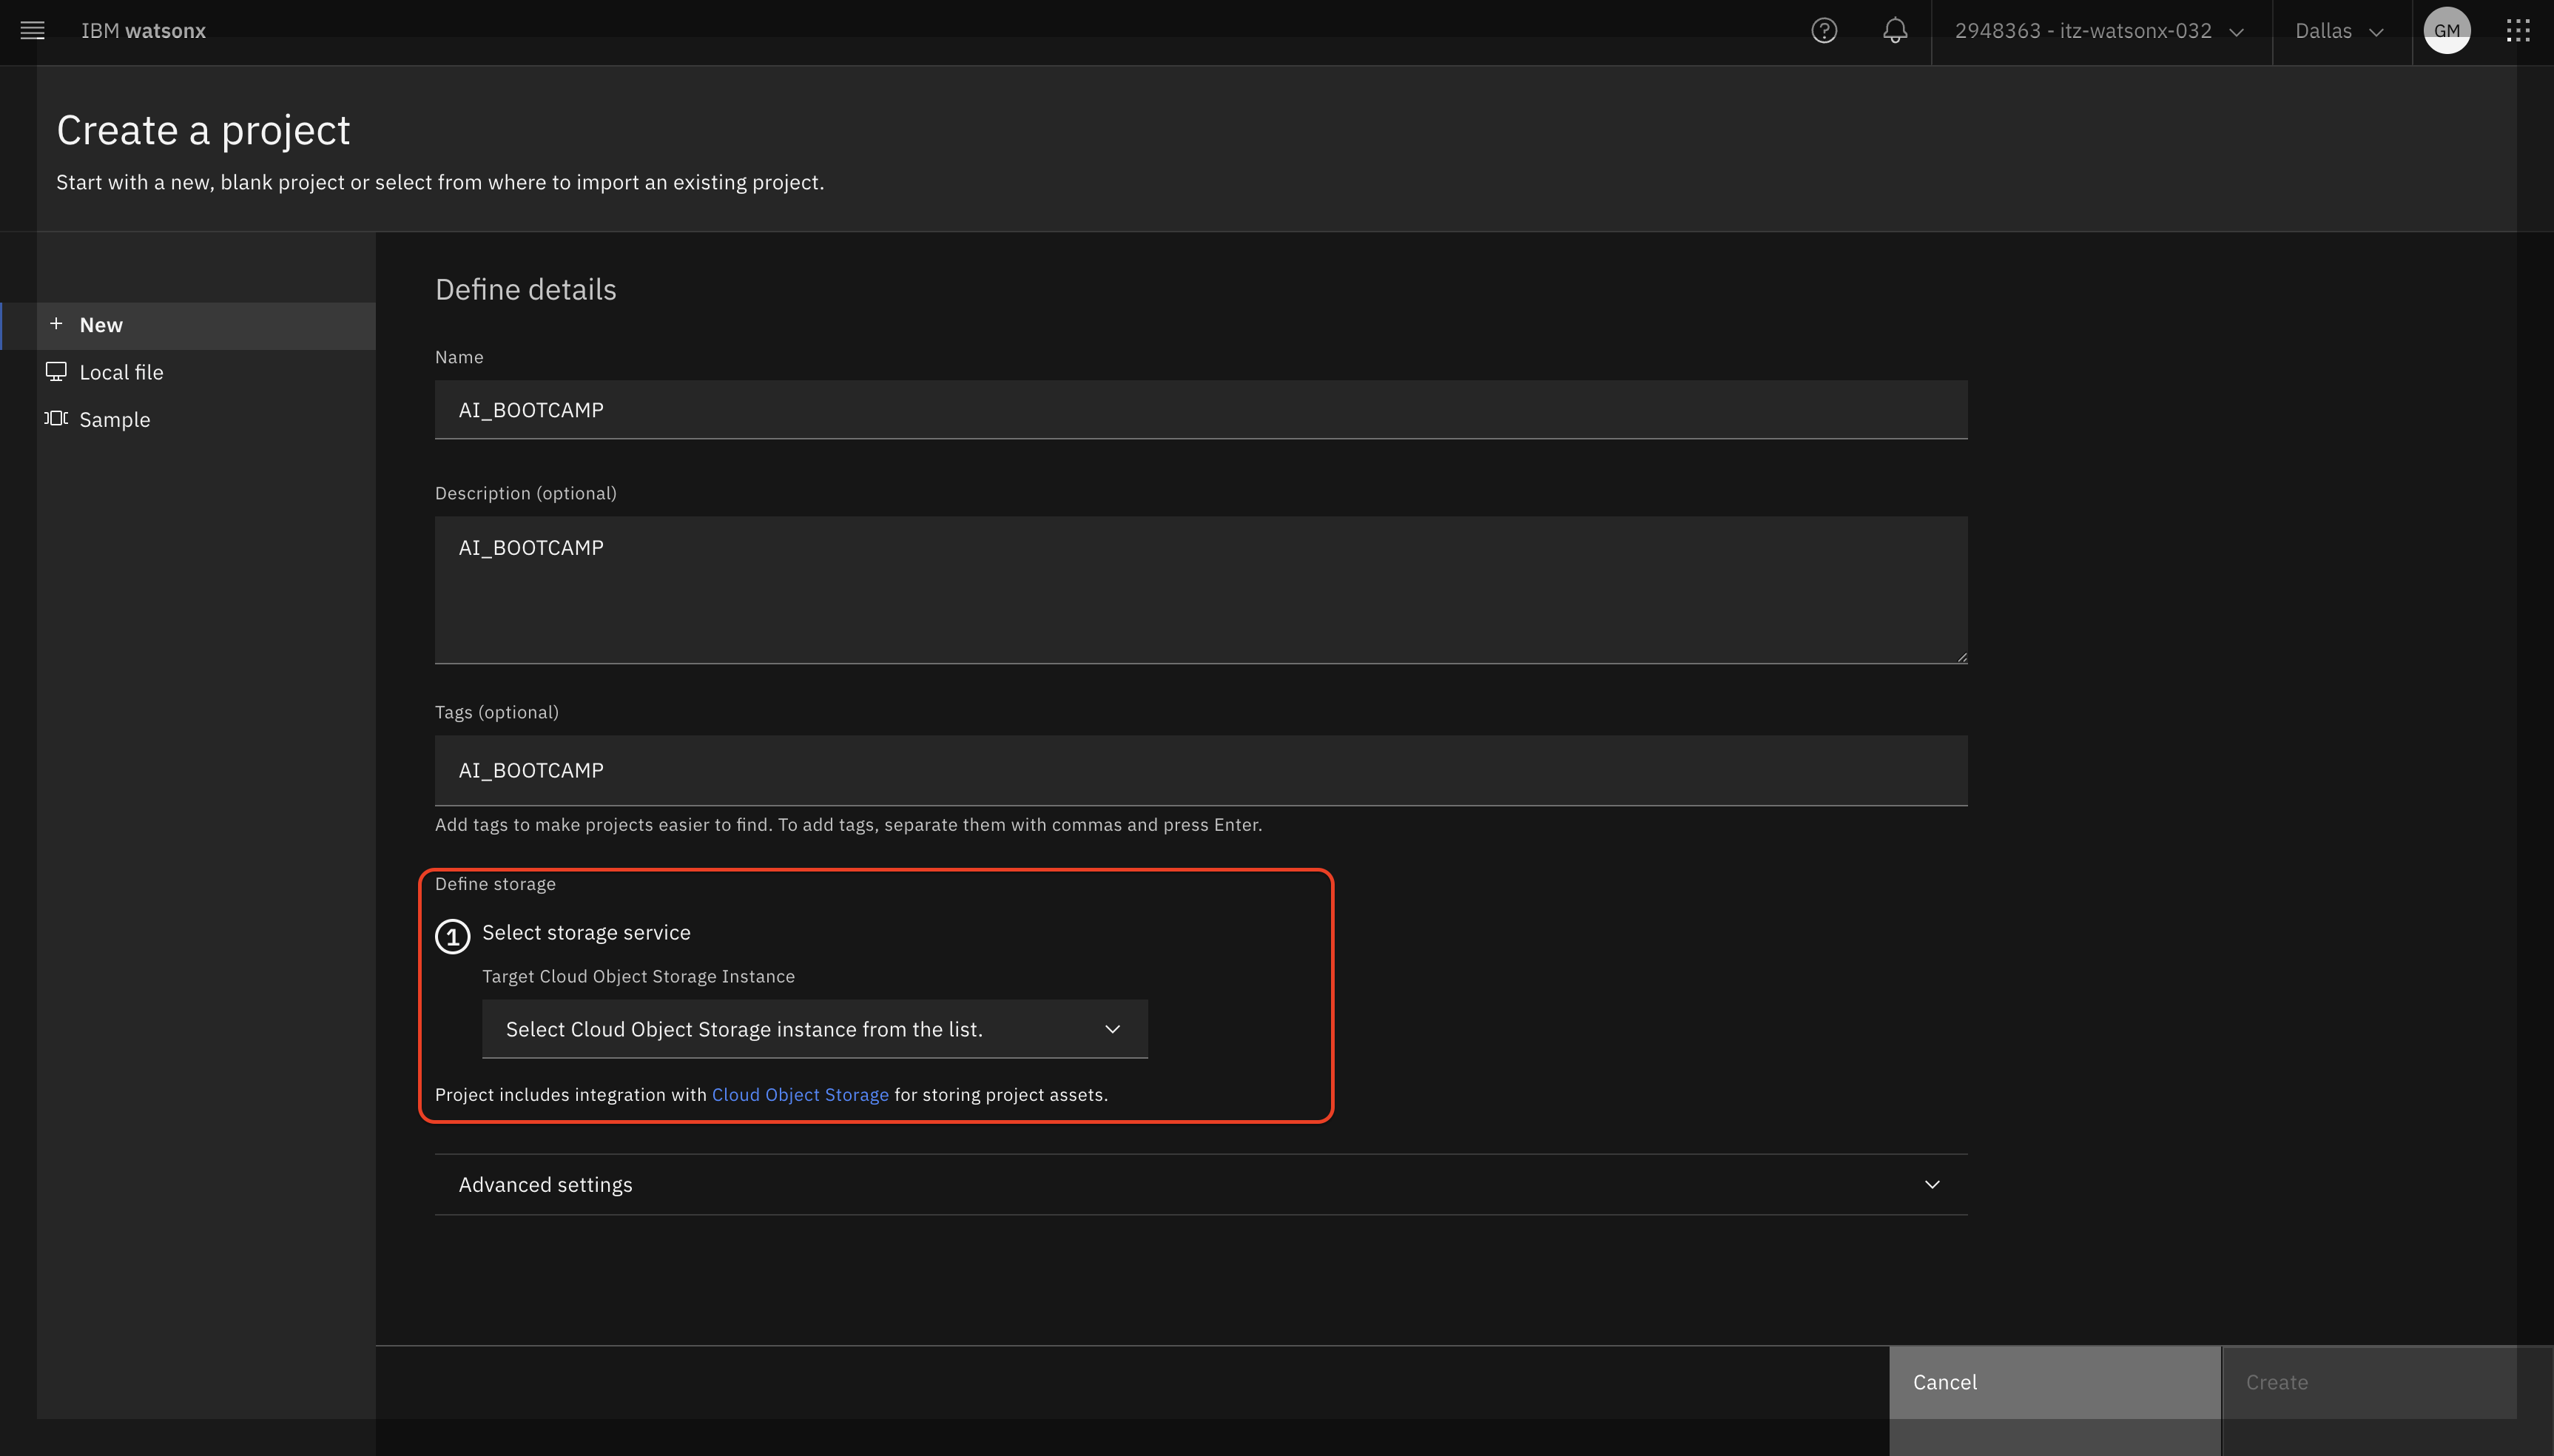 IBM watsonx
2948363 - itz-watsonx-032
Dallas
GM
Create a project
Start with a new, blank project or select from where to import an existing project.
New
Local file
Sample
Define details
Name
AI_BOOTCAMP
Description (optional)
AI_BOOTCAMP
Tags (optional)
AI_BOOTCAMP
Add tags to make projects easier to find. To add tags, separate them with commas and press Enter.
Define storage
1 Select storage service
Target Cloud Object Storage Instance
Select Cloud Object Storage instance from the list.
Project includes integration with Cloud Object Storage for storing project assets.
Advanced settings
Cancel
Create